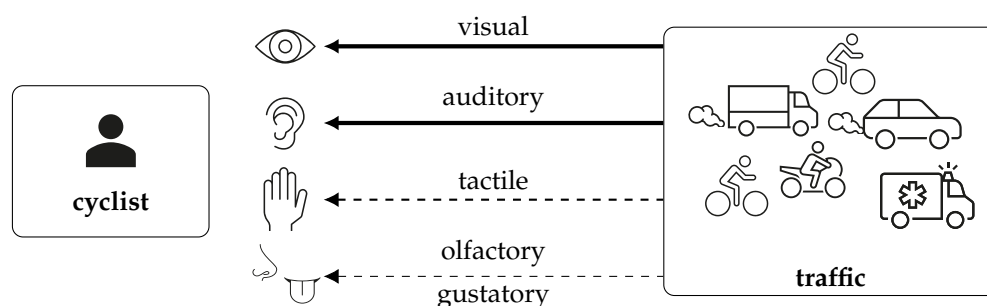 visual
auditory
cyclist
tactile
olfactory
gustatory
traffic